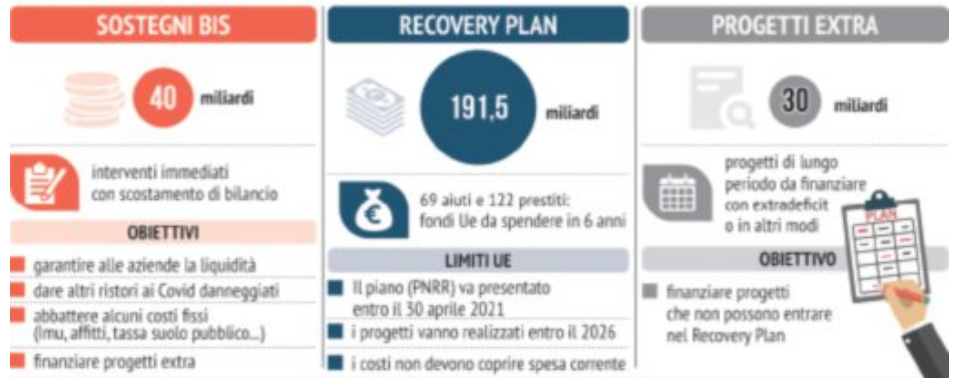 SOSTEGNI BIS
40 miliardi
interventi immediati
con scostamento di bilancio
OBIETTIVI
garantire alle aziende la liquidità
dare altri ristori ai Covid danneggiati
abbattere alcuni costi fissi
(Imu, affitti, tassa suolo pubblico...)
finanziare progetti extra
RECOVERY PLAN
191,5 miliardi
69 aiuti e 122 prestiti:
fondi Ue da spendere in 6 anni
LIMITI UE
Il piano (PNRR) va presentato
entro il 30 aprile 2021
i progetti vanno realizzati entro il 2026
i costi non devono coprire spesa corrente
PROGETTI EXTRA
30 miliardi
progetti di lungo
periodo da finanziare
con extradeficit
o in altri modi
PLAN
OBIETTIVO
finanziare progetti
che non possono entrare
nel Recovery Plan